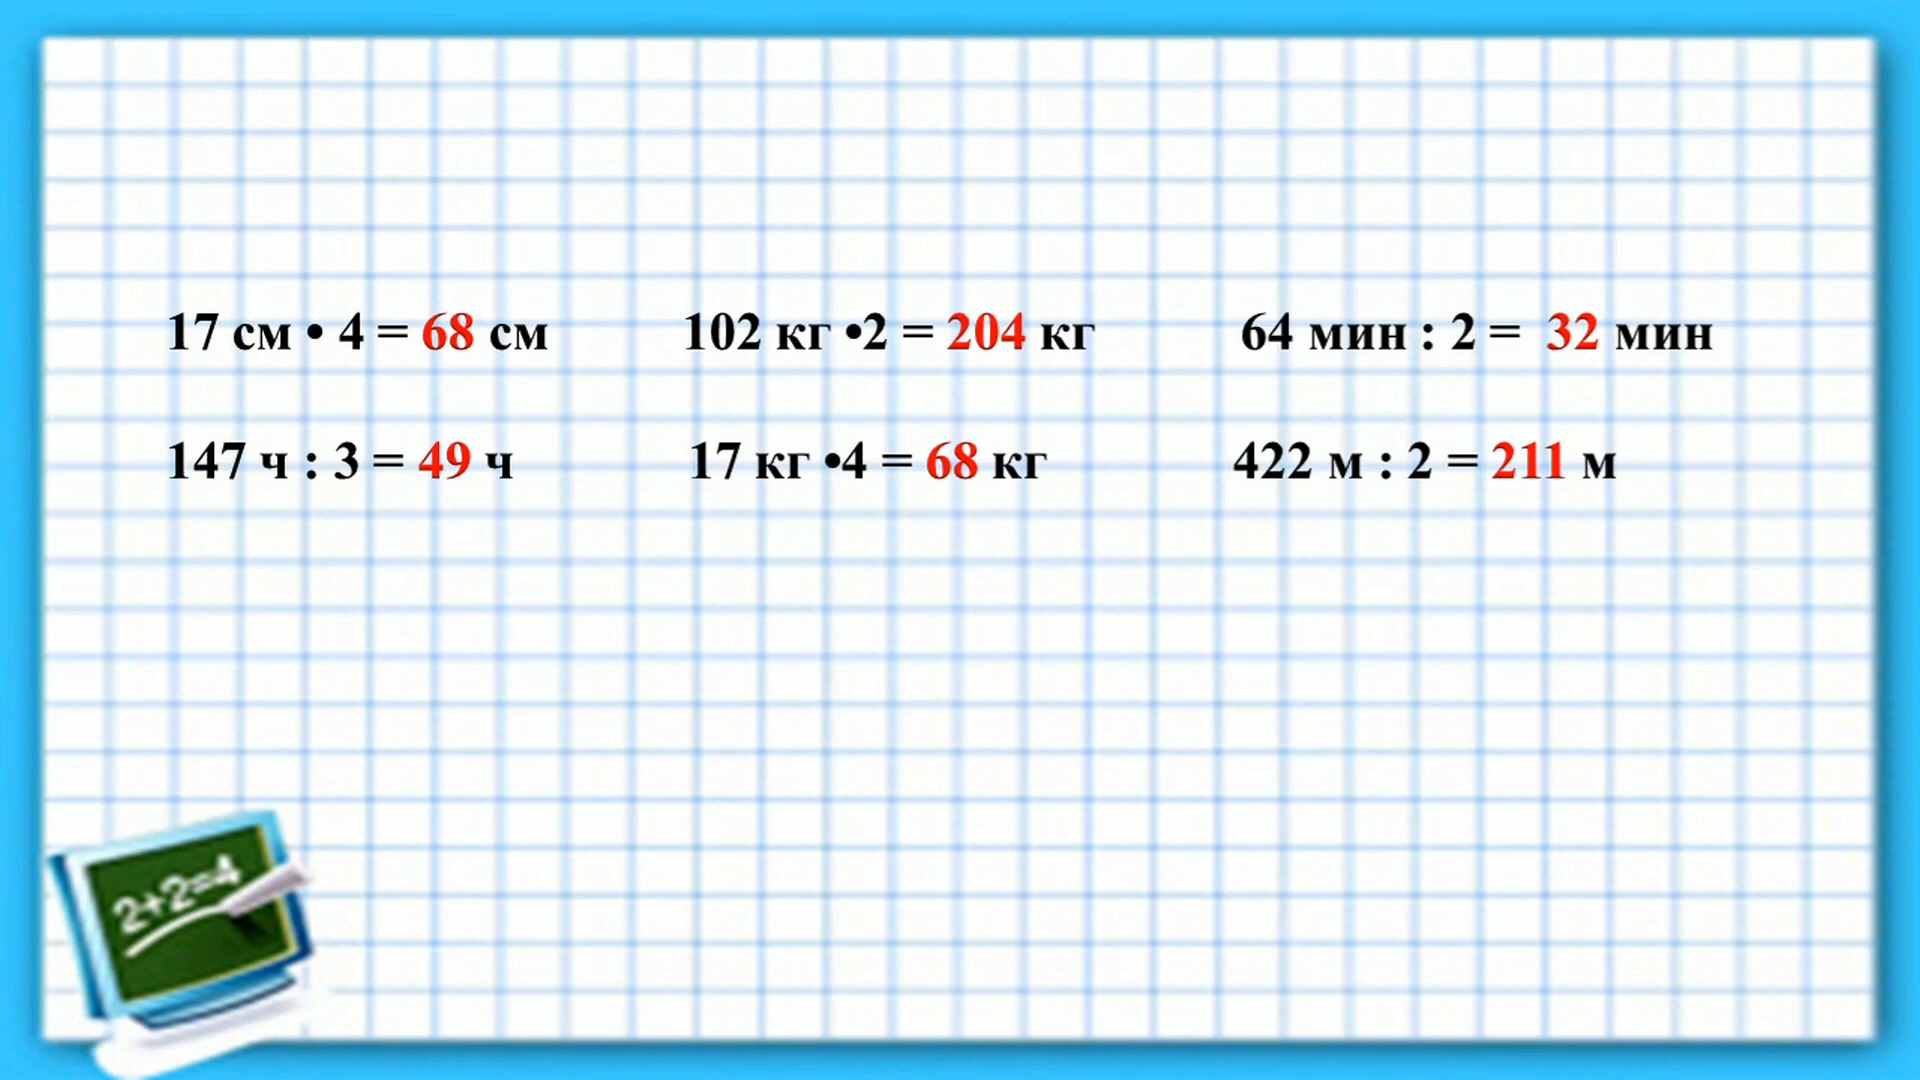 17 см • 4 = 68 см 102 кг •2 = 204 кг 64 мин : 2 = 32 мин
147 ч : 3 = 49 ч 17 кг •4 = 68 кг 422 м : 2 = 211 м
2+2=4